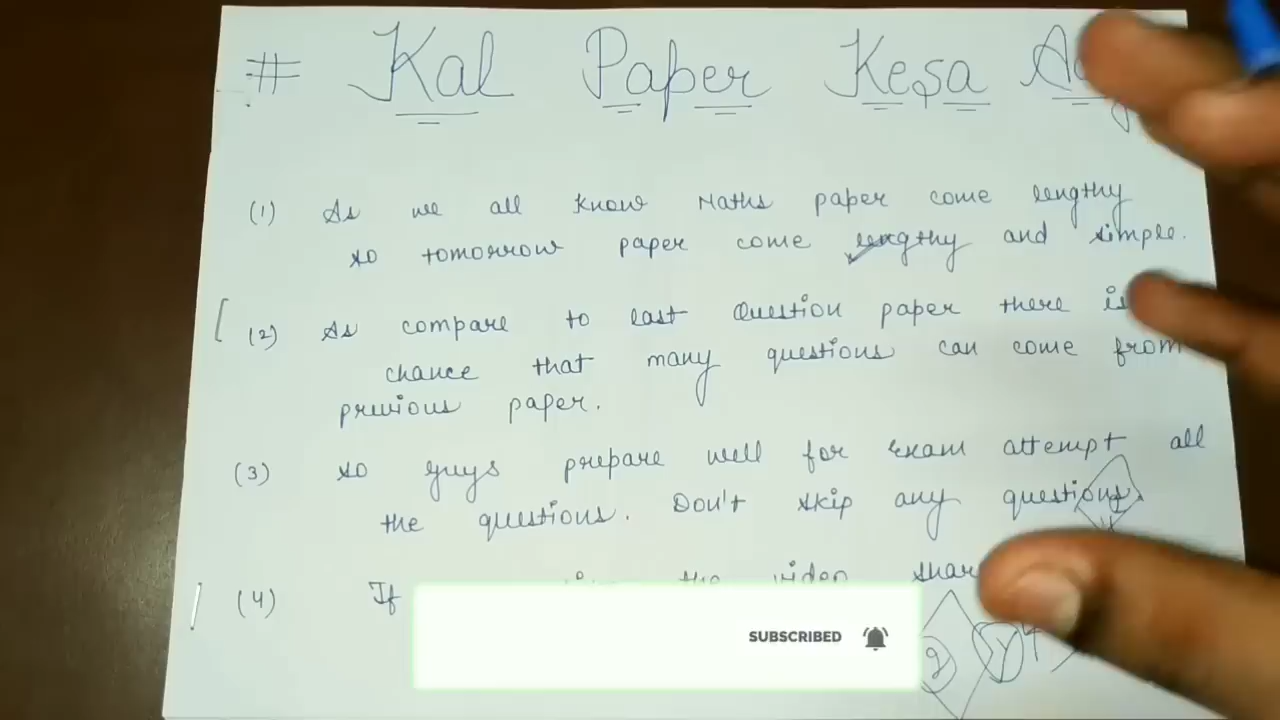 # Kal Paper Kesa
(1) As we all know Maths paper come lengthy
so tomorrow paper come lengthy and simple.
(2) As compare to last Question paper there is
chance that many questions can come from
previous paper.
(3) so guys prepare well for exam attempt all
the questions. Don't skip any questions.
(4) If the video shar
SUBSCRIBED